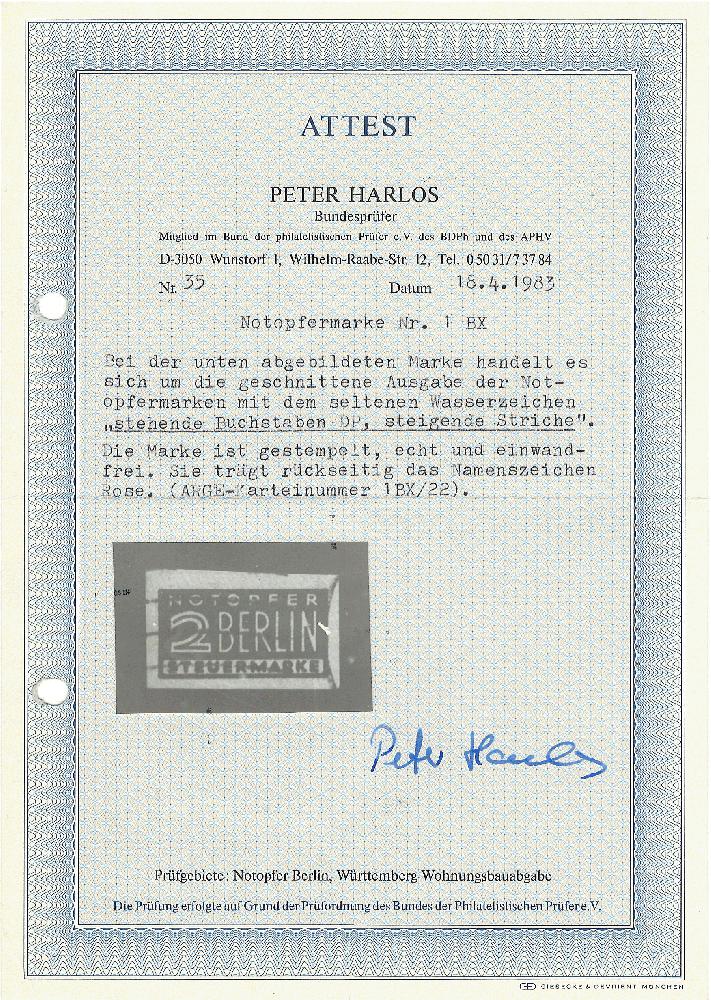 ATTEST
PETER HARLOS
Bundesprüfer
Mitglied im Bund der philatelistischen Prüfer e.V. des BDPh und des APHV
D-3050 Wunstorf 1, Wilhelm-Raabe-Str. 12, Tel. 05031/73784
Nr. 35 Datum 18.4.1983
Notopfermarke Nr. 1 BX
Bei der unten abgebildeten Marke handelt es
sich um die geschnittene Ausgabe der Not-
opfermarken mit dem seltenen Wasserzeichen
„stehende Buchstaben DP, steigende Striche".
Die Marke ist gestempelt, echt und einwand-
frei. Sie trägt rückseitig das Namenszeichen
Rose. (ARGE-Karteinummer 1BX/22).
NOTOPFER
2 BERLIN
STEUERMARKE
Peter Harlos
Prüfgebiete: Notopfer Berlin, Württemberg Wohnungsbauabgabe
Die Prüfung erfolgte auf Grund der Prüfordnung des Bundes der Philatelistischen Prüfer e.V.
GIESECKE & DEVRIENT MÜNCHEN